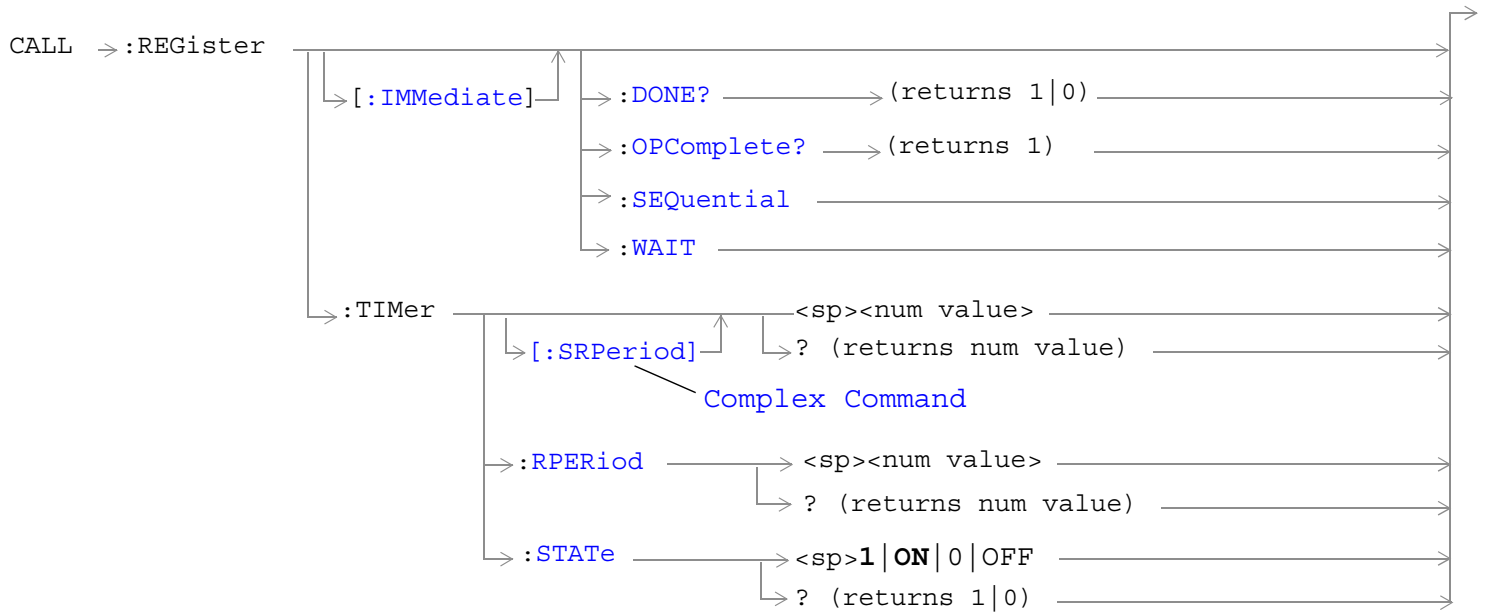 CALL :REGister
[:IMMediate]
:DONE? (returns 1|0)
:OPComplete? (returns 1)
:SEQuential
:WAIT
:TIMer <sp><num value>
[:SRPeriod] ? (returns num value)
Complex Command
:RPERiod <sp><num value>
? (returns num value)
:STATe <sp>1|ON|0|OFF
? (returns 1|0)